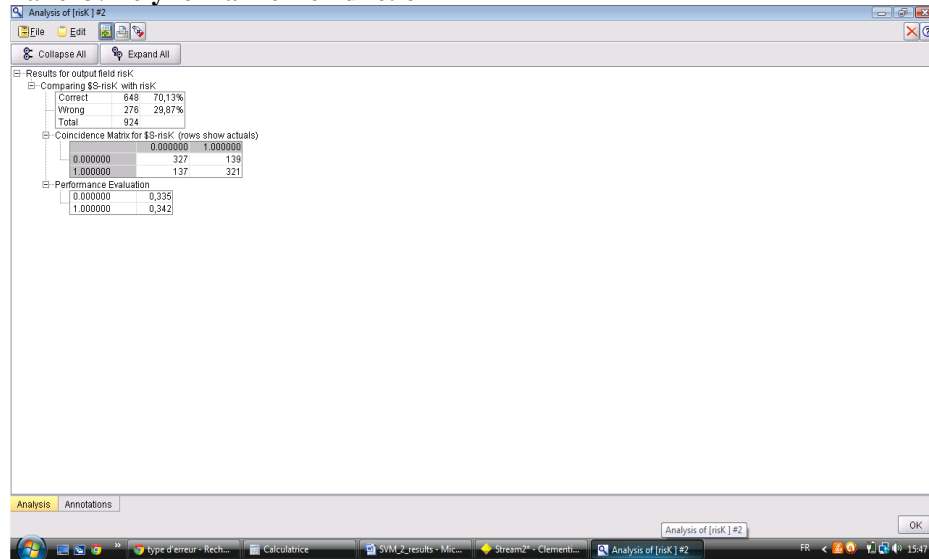 Analysis of [risK ] #2
File Edit
Collapse All Expand All
Results for output field risK
Comparing $S-risK with risK
Correct 648 70,13%
Wrong 276 29,87%
Total 924
Coincidence Matrix for $S-risK (rows show actuals)
0.000000 1.000000
0.000000 327 139
1.000000 137 321
Performance Evaluation
0.000000 0,335
1.000000 0,342
Analysis Annotations
OK
Analysis of [risK ] #2
type d'erreur - Rech... Calculatrice SVM_2_results - Mic... Stream2* - Clementi... Analysis of [risK ] #2 FR 15:47